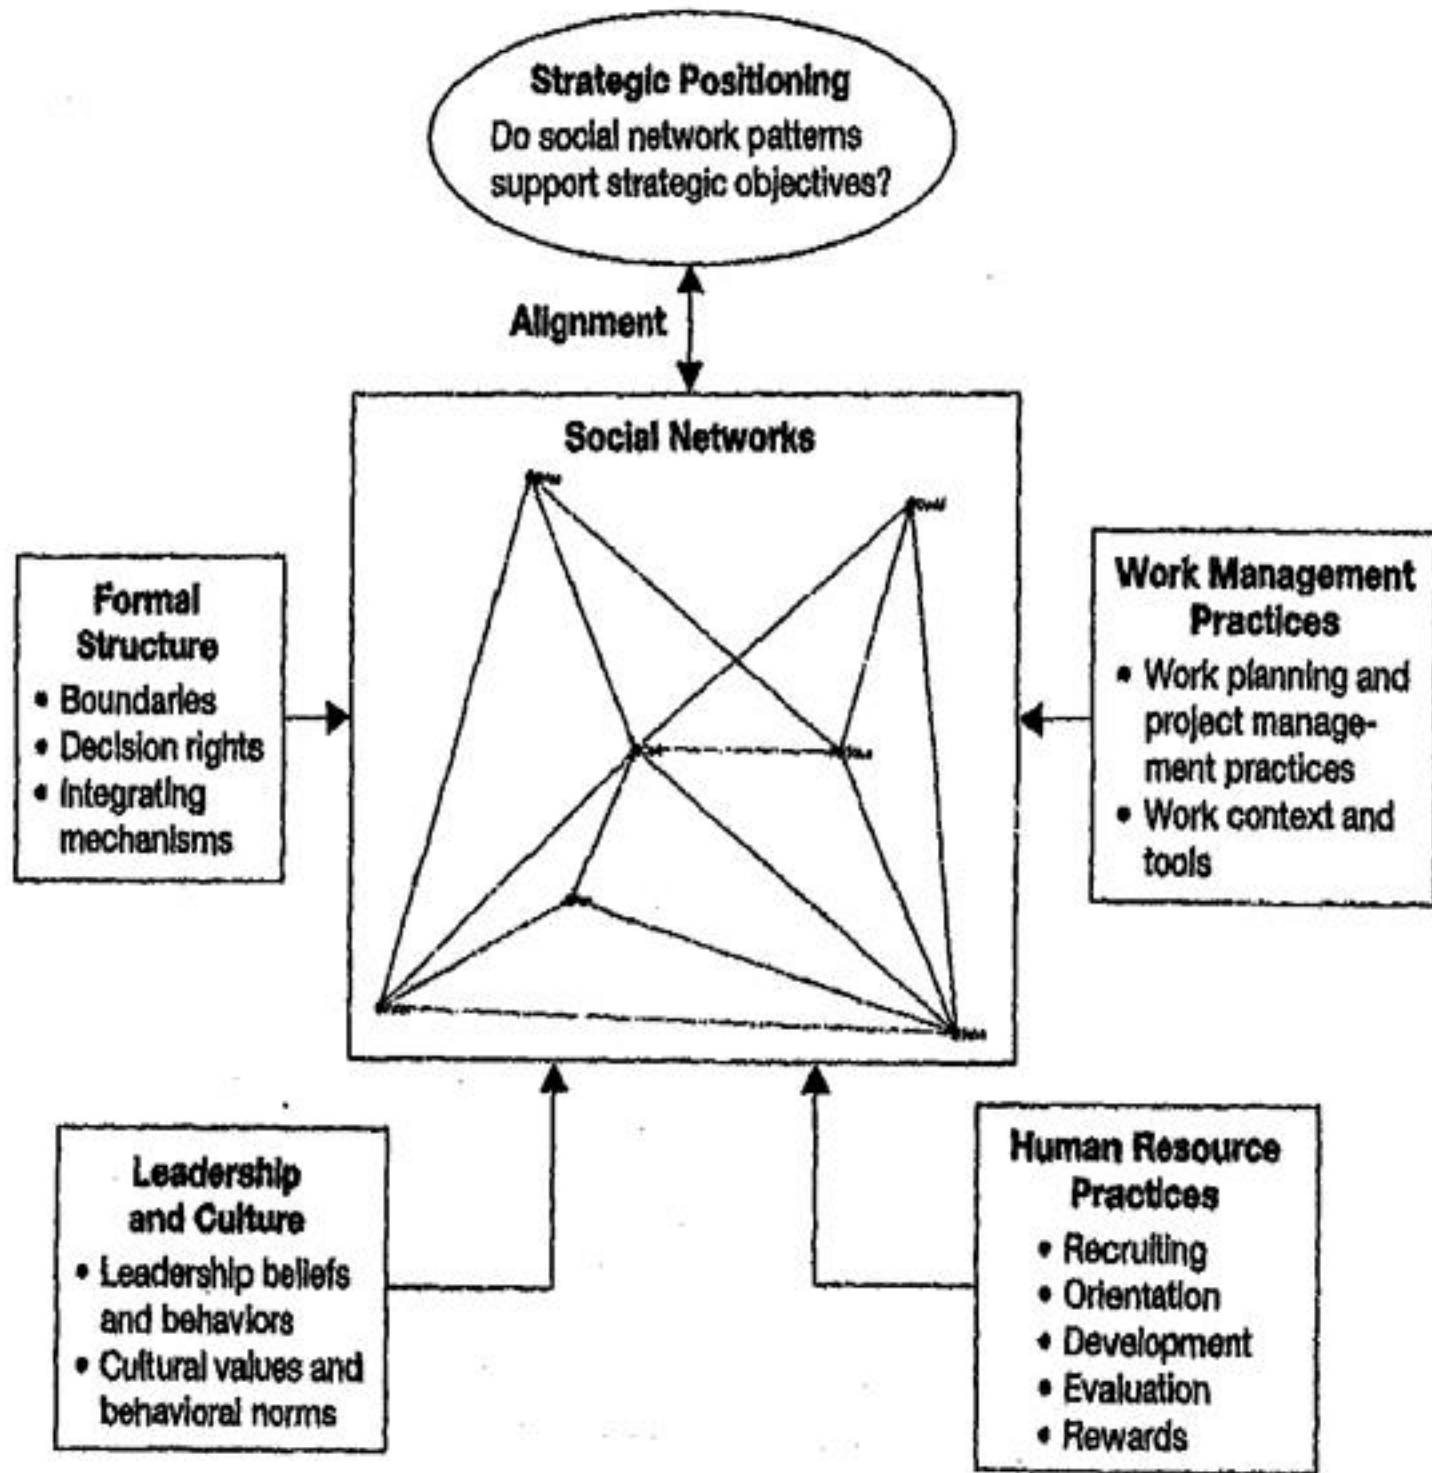 Strategic Positioning
Do social network patterns
support strategic objectives?
Alignment
Social Networks
Formal
Structure
• Boundaries
• Decision rights
• Integrating
mechanisms
Work Management
Practices
• Work planning and
project manage-
ment practices
• Work context and
tools
Leadership
and Culture
• Leadership beliefs
and behaviors
• Cultural values and
behavioral norms
Human Resource
Practices
• Recruiting
• Orientation
• Development
• Evaluation
• Rewards